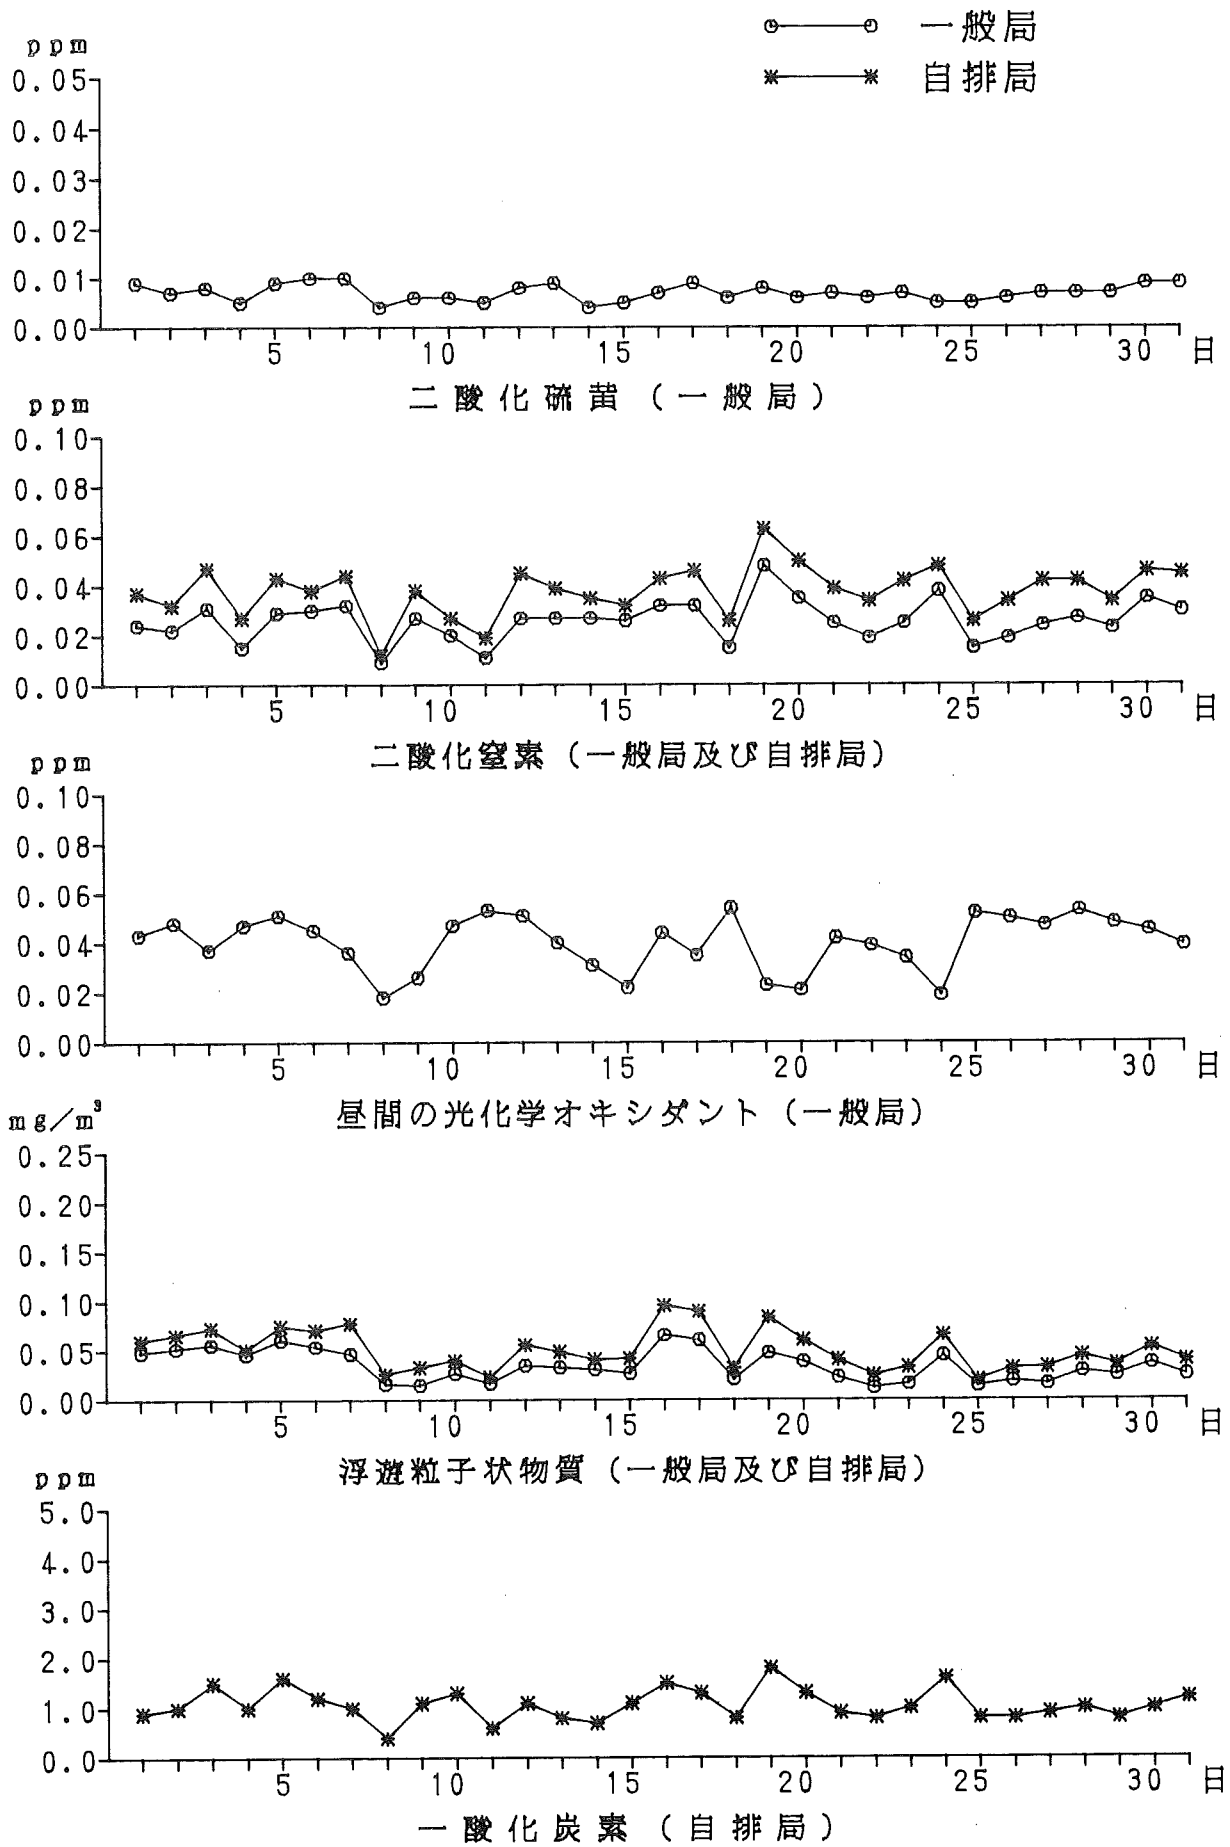 一般局
自排局
ppm
0.05
0.04
0.03
0.02
0.01
0.00
5 10 15 20 25 30 日
二酸化硫黄(一般局)
ppm
0.10
0.08
0.06
0.04
0.02
0.00
5 10 15 20 25 30 日
二酸化窒素(一般局及び自排局)
ppm
0.10
0.08
0.06
0.04
0.02
0.00
5 10 15 20 25 30 日
昼間の光化学オキシダント(一般局)
mg/m³
0.25
0.20
0.15
0.10
0.05
0.00
5 10 15 20 25 30 日
浮遊粒子状物質(一般局及び自排局)
ppm
5.0
4.0
3.0
2.0
1.0
0.0
5 10 15 20 25 30 日
一酸化炭素(自排局)